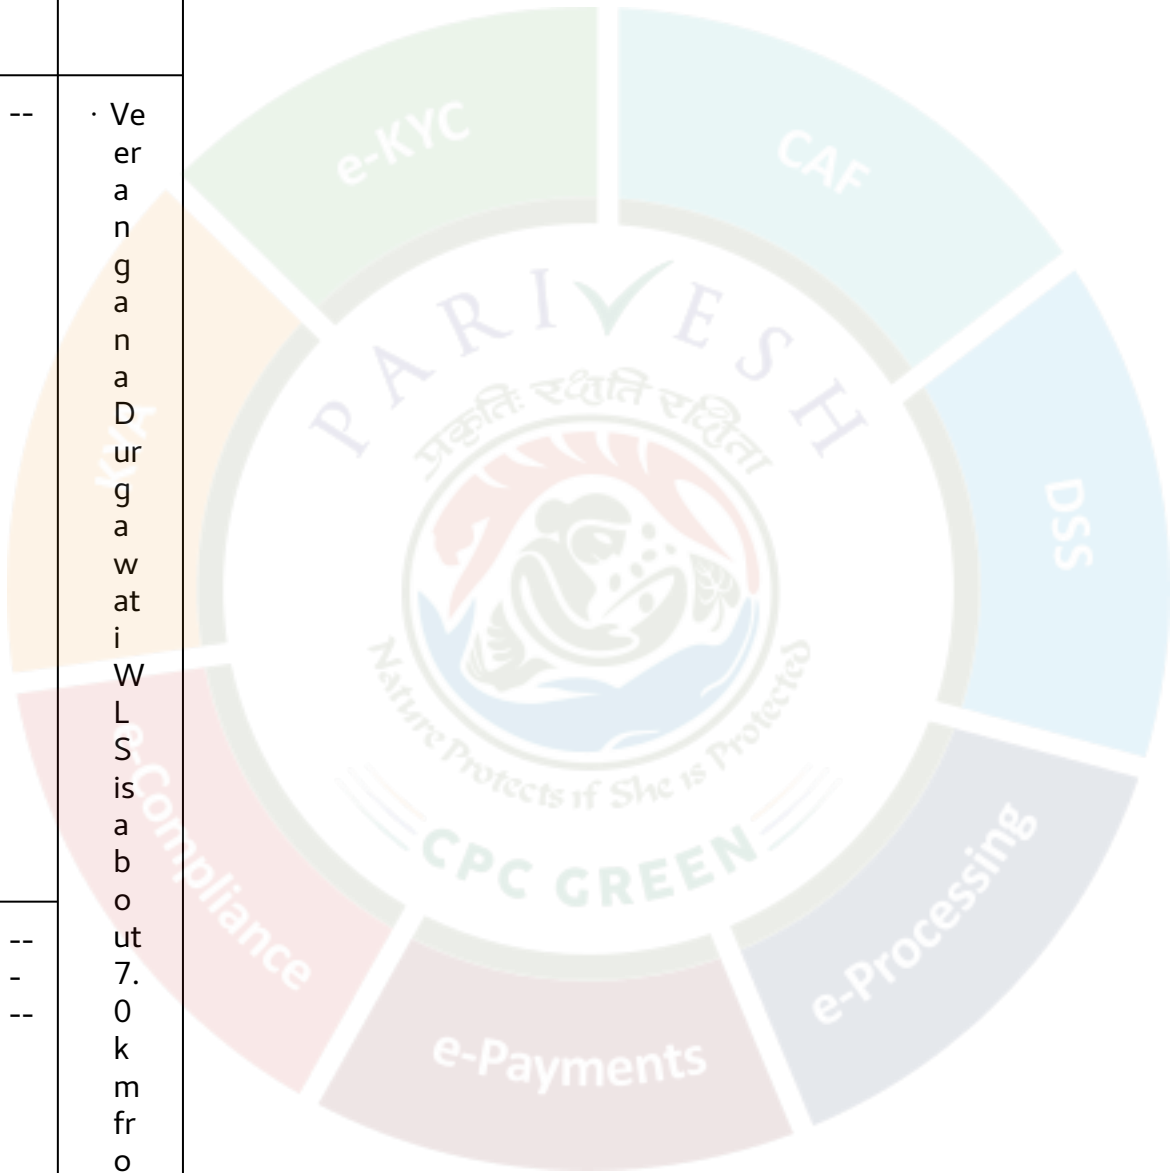 --
· Ve
er
a
n
g
a
n
a
D
ur
g
a
w
at
i
W
L
S
is
a
b
o
ut
7.
0
k
m
fr
o
--
-
--
e-KYC
CAF
DSS
e-Processing
e-Payments
e-Compliance
KYA
PARIVESH
प्रकृतिः रक्षति रक्षिता
Nature Protects if She is Protected
CPC GREEN